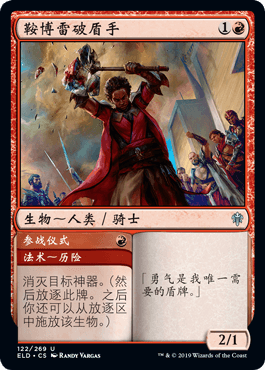 鞍博雷破盾手 1
生物～人类 / 骑士
参战仪式
法术～历险
消灭目标神器。(然
后放逐此牌。之后
你还可以从放逐区
中施放该生物。)
「勇气是我唯一需
要的盾牌。」
2/1
122/269 U
ELD • CS RANDY VARGAS
™ & © 2019 Wizards of the Coast